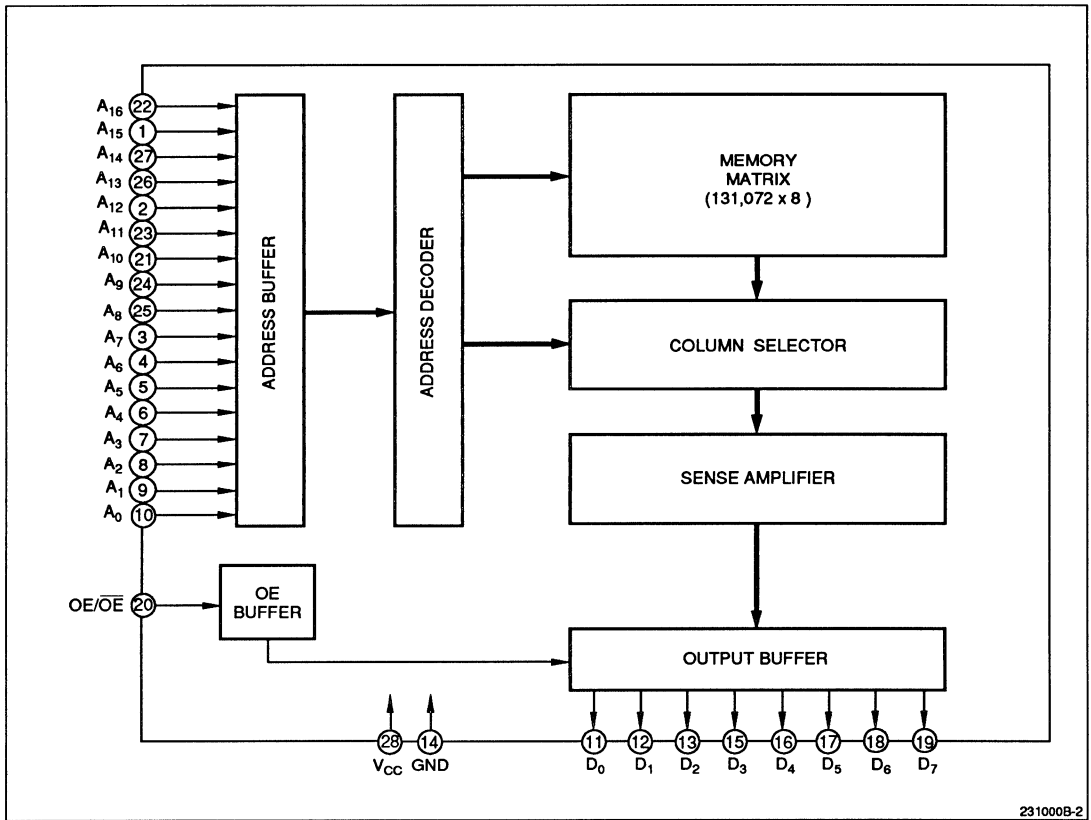 A16 22
A15 1
A14 27
A13 26
A12 2
A11 23
A10 21
A9 24
A8 25
A7 3
A6 4
A5 5
A4 6
A3 7
A2 8
A1 9
A0 10
ADDRESS BUFFER
ADDRESS DECODER
MEMORY
MATRIX
(131,072 x 8 )
COLUMN SELECTOR
SENSE AMPLIFIER
OE/O̅E̅ 20
OE
BUFFER
OUTPUT BUFFER
28 14 11 12 13 15 16 17 18 19
VCC GND D0 D1 D2 D3 D4 D5 D6 D7
231000B-2